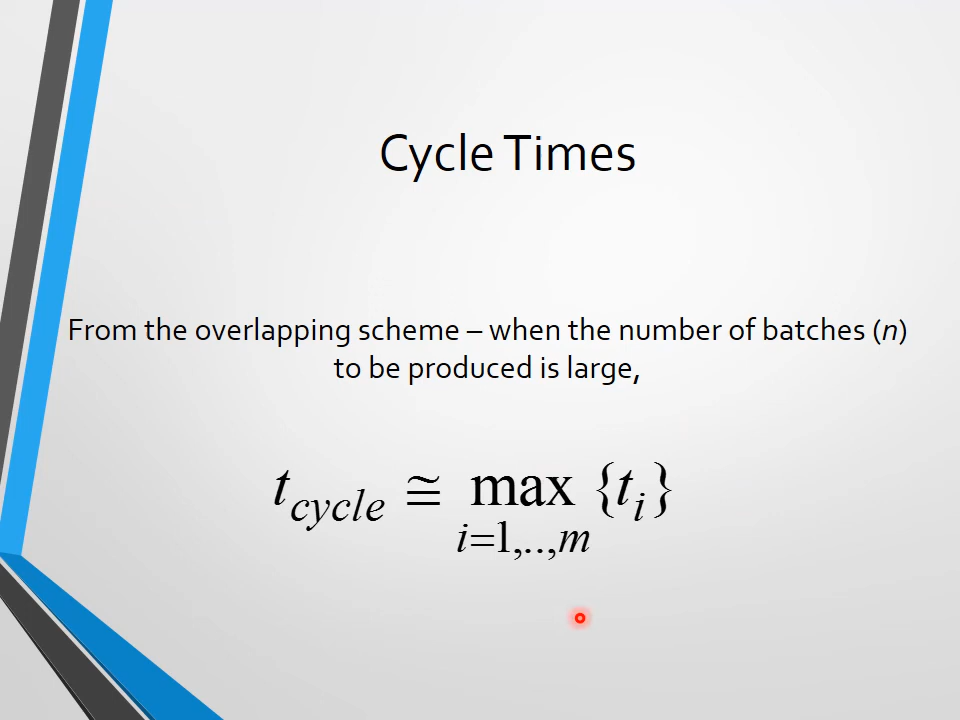 Cycle Times
From the overlapping scheme – when the number of batches (n)
to be produced is large,
t_cycle ≅ max {t_i}
i=1,..,m